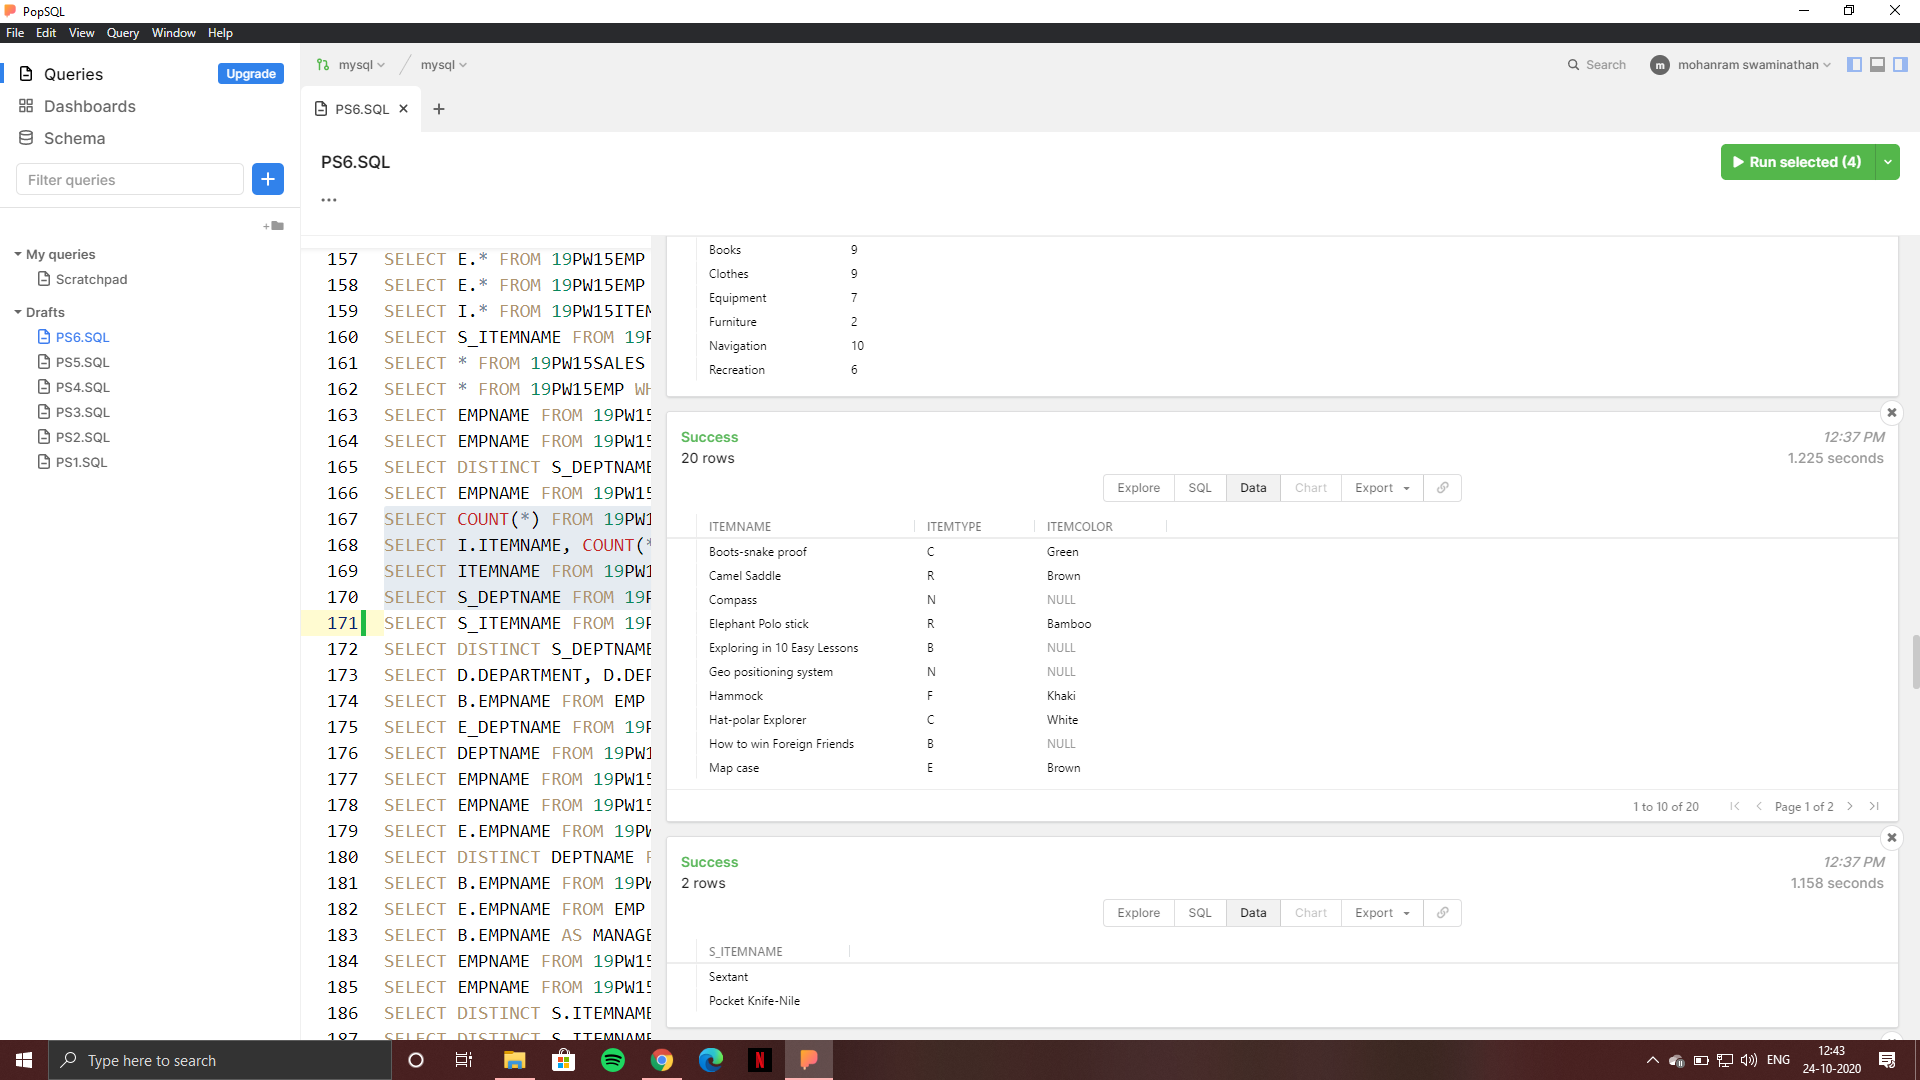 PopSQL
File Edit View Query Window Help
Queries Upgrade
Dashboards
Schema
Filter queries
My queries
Scratchpad
Drafts
PS6.SQL
PS5.SQL
PS4.SQL
PS3.SQL
PS2.SQL
PS1.SQL
mysql mysql
Search m mohanram swaminathan
PS6.SQL
PS6.SQL
Run selected (4)
...
157 SELECT E.* FROM 19PW15EMP
158 SELECT E.* FROM 19PW15EMP
159 SELECT I.* FROM 19PW15ITEM
160 SELECT S_ITEMNAME FROM 19P
161 SELECT * FROM 19PW15SALES
162 SELECT * FROM 19PW15EMP WH
163 SELECT EMPNAME FROM 19PW15
164 SELECT EMPNAME FROM 19PW15
165 SELECT DISTINCT S_DEPTNAME
166 SELECT EMPNAME FROM 19PW15
167 SELECT COUNT(*) FROM 19PW1
168 SELECT I.ITEMNAME, COUNT(*
169 SELECT ITEMNAME FROM 19PW1
170 SELECT S_DEPTNAME FROM 19P
171 SELECT S_ITEMNAME FROM 19P
172 SELECT DISTINCT S_DEPTNAME
173 SELECT D.DEPARTMENT, D.DEP
174 SELECT B.EMPNAME FROM EMP
175 SELECT E_DEPTNAME FROM 19P
176 SELECT DEPTNAME FROM 19PW1
177 SELECT EMPNAME FROM 19PW15
178 SELECT EMPNAME FROM 19PW15
179 SELECT E.EMPNAME FROM 19PW
180 SELECT DISTINCT DEPTNAME F
181 SELECT B.EMPNAME FROM 19PW
182 SELECT E.EMPNAME FROM EMP
183 SELECT B.EMPNAME AS MANAGE
184 SELECT EMPNAME FROM 19PW15
185 SELECT EMPNAME FROM 19PW15
186 SELECT DISTINCT S.ITEMNAME
187 SELECT DISTINCT S.ITEMNAME
Books 9
Clothes 9
Equipment 7
Furniture 2
Navigation 10
Recreation 6
Success 12:37 PM
20 rows 1.225 seconds
Explore SQL Data Chart Export
ITEMNAME ITEMTYPE ITEMCOLOR
Boots-snake proof C Green
Camel Saddle R Brown
Compass N NULL
Elephant Polo stick R Bamboo
Exploring in 10 Easy Lessons B NULL
Geo positioning system N NULL
Hammock F Khaki
Hat-polar Explorer C White
How to win Foreign Friends B NULL
Map case E Brown
1 to 10 of 20 Page 1 of 2
Success 12:37 PM
2 rows 1.158 seconds
Explore SQL Data Chart Export
S_ITEMNAME
Sextant
Pocket Knife-Nile
Type here to search
ENG 12:43
24-10-2020